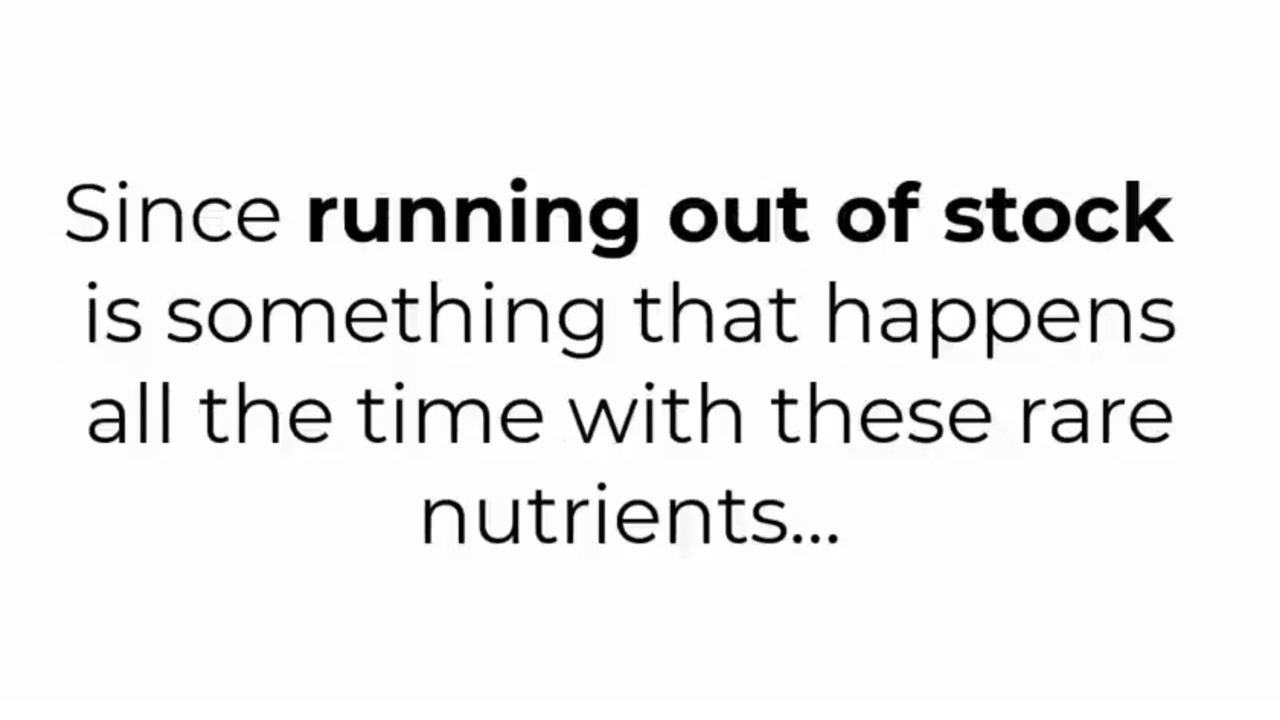 Since running out of stock
is something that happens
all the time with these rare
nutrients...